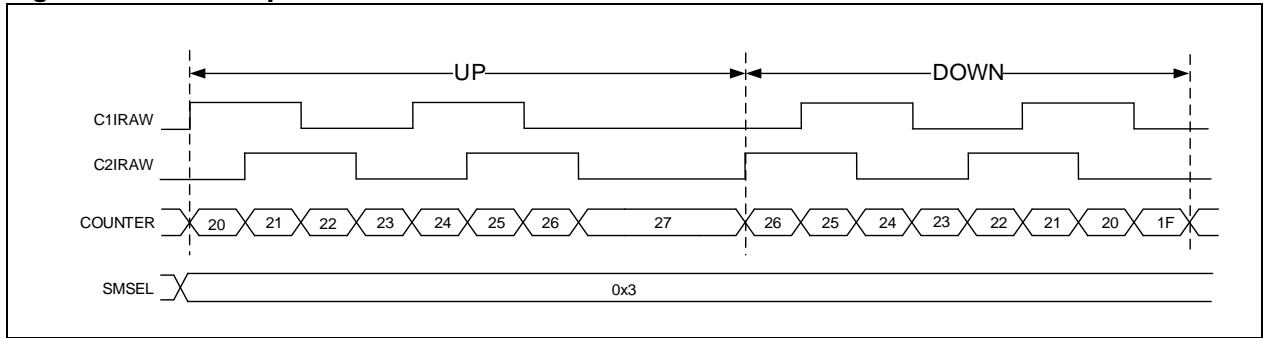 UP DOWN
C1IRAW
C2IRAW
COUNTER 20 21 22 23 24 25 26 27 26 25 24 23 22 21 20 1F
SMSEL 0x3